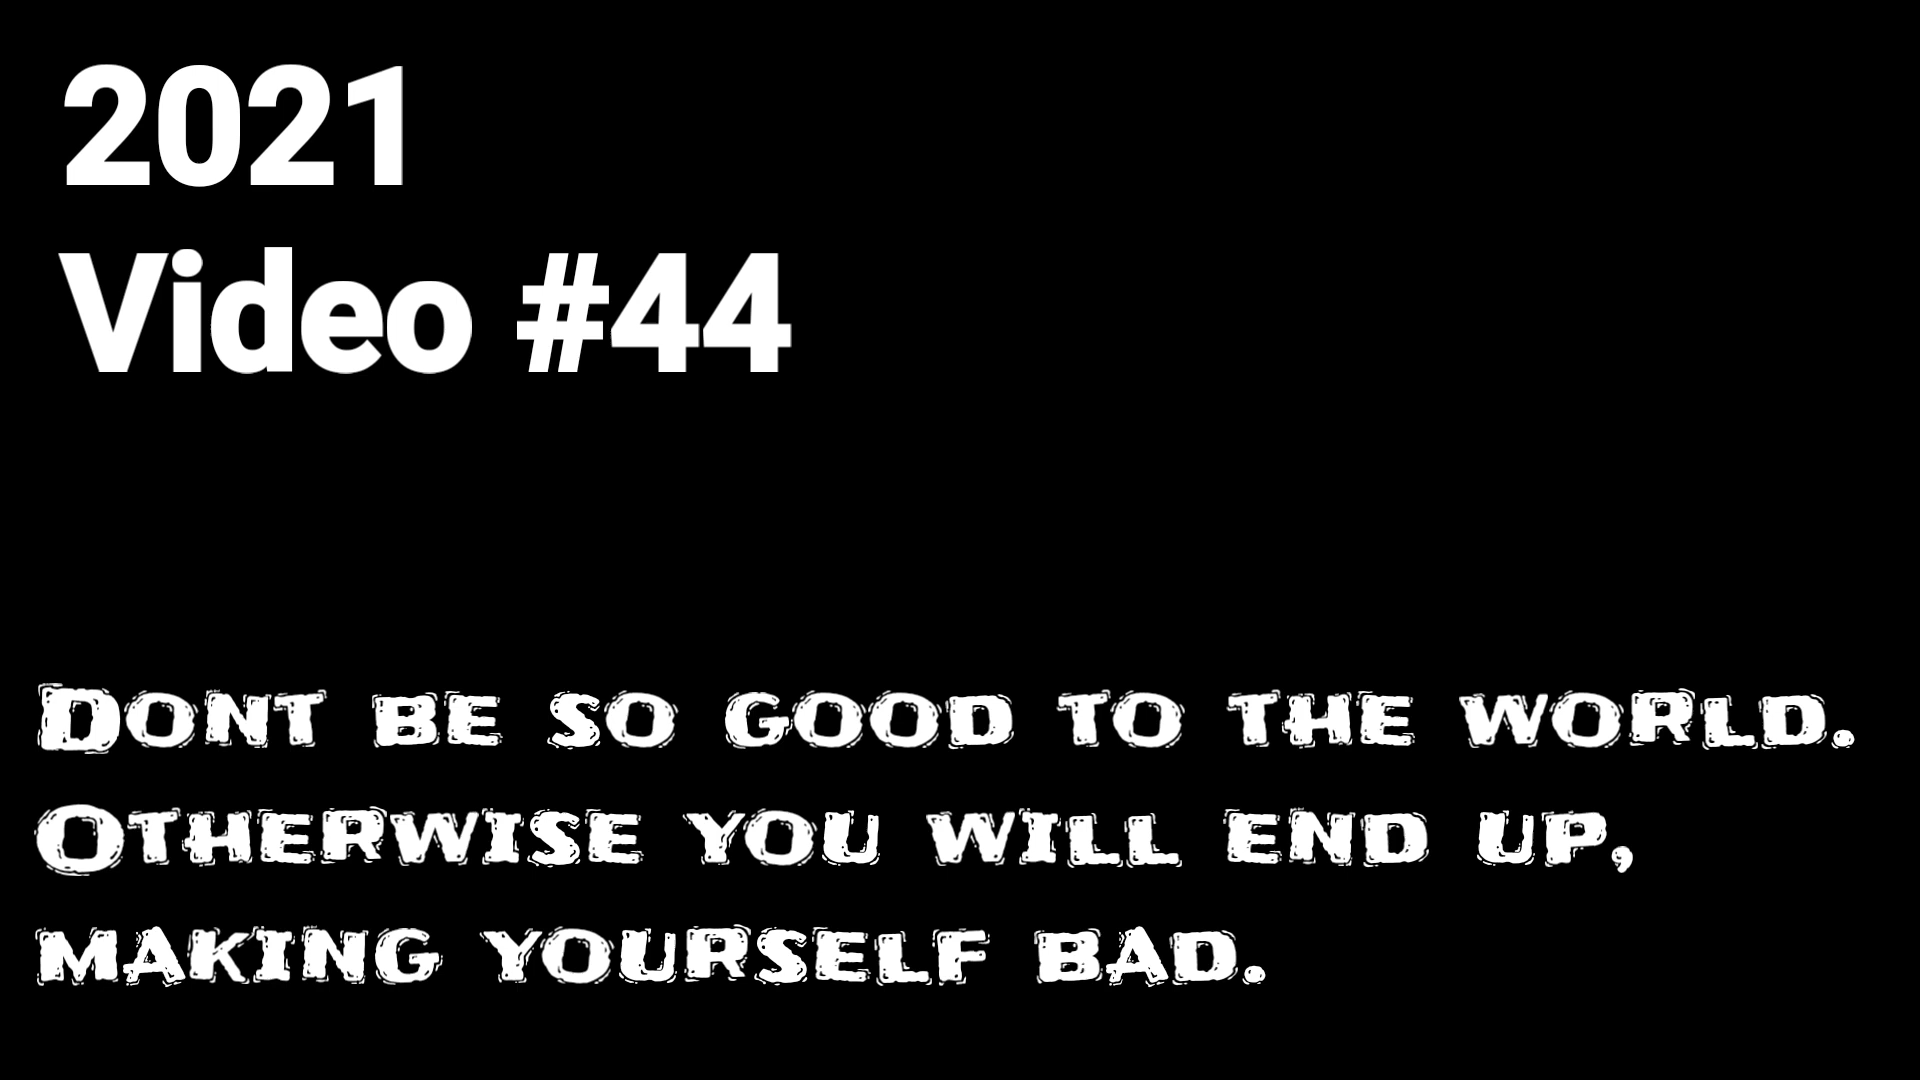 2021
Video #44
Dont be so good to the world.
Otherwise you will end up,
making yourself bad.